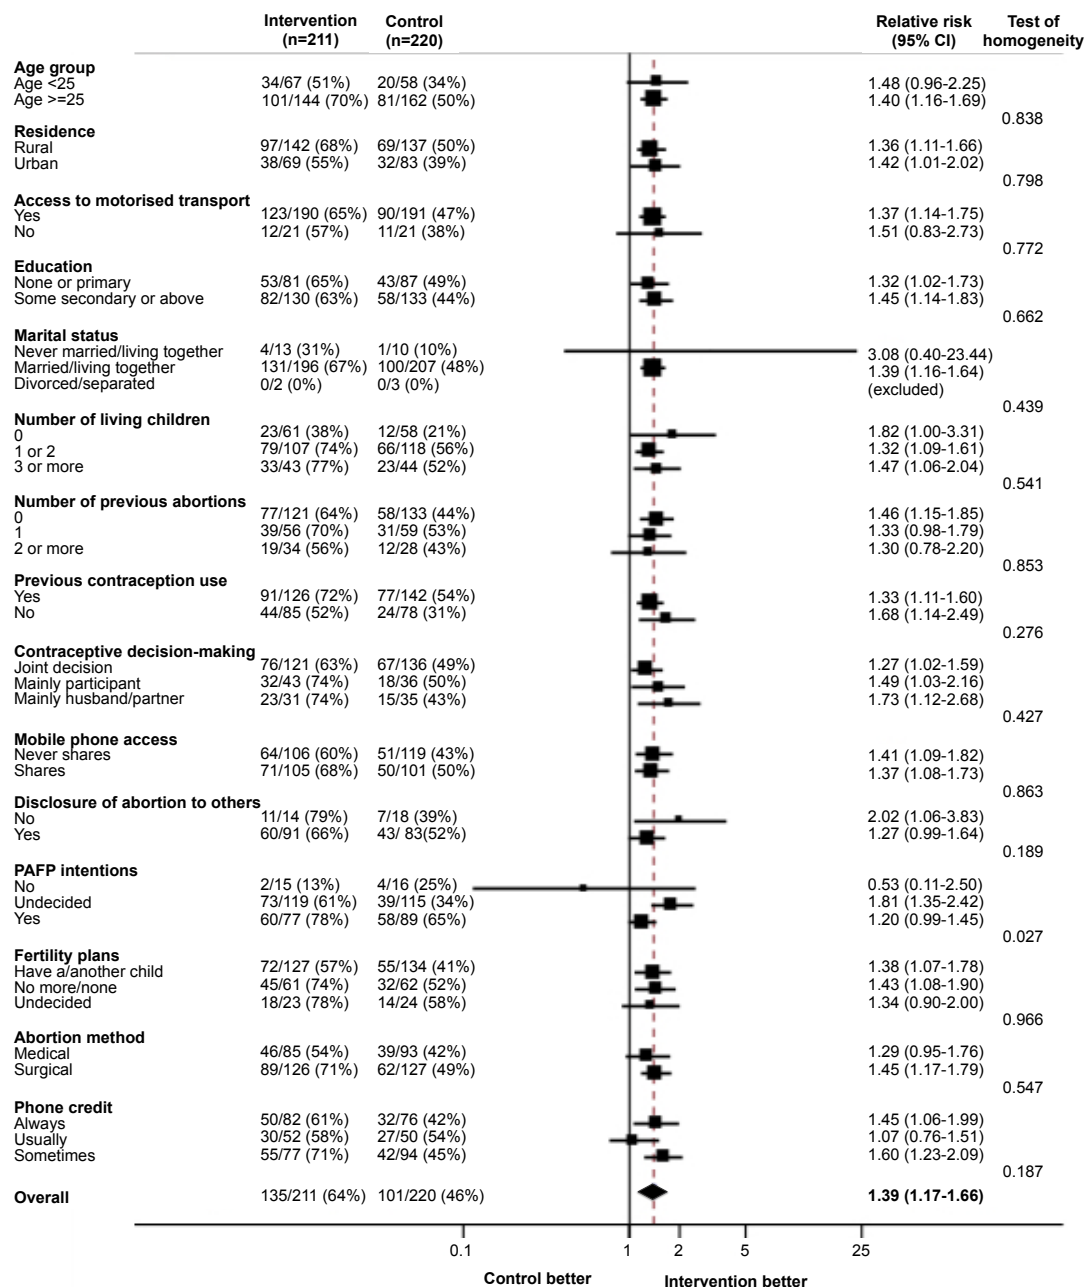 Intervention Control Relative risk Test of
(n=211) (n=220) (95% CI) homogeneity
Age group
Age <25 34/67 (51%) 20/58 (34%) 1.48 (0.96-2.25)
Age >=25 101/144 (70%) 81/162 (50%) 1.40 (1.16-1.69)
0.838
Residence
Rural 97/142 (68%) 69/137 (50%) 1.36 (1.11-1.66)
Urban 38/69 (55%) 32/83 (39%) 1.42 (1.01-2.02)
0.798
Access to motorised transport
Yes 123/190 (65%) 90/191 (47%) 1.37 (1.14-1.75)
No 12/21 (57%) 11/21 (38%) 1.51 (0.83-2.73)
0.772
Education
None or primary 53/81 (65%) 43/87 (49%) 1.32 (1.02-1.73)
Some secondary or above 82/130 (63%) 58/133 (44%) 1.45 (1.14-1.83)
0.662
Marital status
Never married/living together 4/13 (31%) 1/10 (10%) 3.08 (0.40-23.44)
Married/living together 131/196 (67%) 100/207 (48%) 1.39 (1.16-1.64)
Divorced/separated 0/2 (0%) 0/3 (0%) (excluded)
0.439
Number of living children
0 23/61 (38%) 12/58 (21%) 1.82 (1.00-3.31)
1 or 2 79/107 (74%) 66/118 (56%) 1.32 (1.09-1.61)
3 or more 33/43 (77%) 23/44 (52%) 1.47 (1.06-2.04)
0.541
Number of previous abortions
0 77/121 (64%) 58/133 (44%) 1.46 (1.15-1.85)
1 39/56 (70%) 31/59 (53%) 1.33 (0.98-1.79)
2 or more 19/34 (56%) 12/28 (43%) 1.30 (0.78-2.20)
0.853
Previous contraception use
Yes 91/126 (72%) 77/142 (54%) 1.33 (1.11-1.60)
No 44/85 (52%) 24/78 (31%) 1.68 (1.14-2.49)
0.276
Contraceptive decision-making
Joint decision 76/121 (63%) 67/136 (49%) 1.27 (1.02-1.59)
Mainly participant 32/43 (74%) 18/36 (50%) 1.49 (1.03-2.16)
Mainly husband/partner 23/31 (74%) 15/35 (43%) 1.73 (1.12-2.68)
0.427
Mobile phone access
Never shares 64/106 (60%) 51/119 (43%) 1.41 (1.09-1.82)
Shares 71/105 (68%) 50/101 (50%) 1.37 (1.08-1.73)
0.863
Disclosure of abortion to others
No 11/14 (79%) 7/18 (39%) 2.02 (1.06-3.83)
Yes 60/91 (66%) 43/ 83(52%) 1.27 (0.99-1.64)
0.189
PAFP intentions
No 2/15 (13%) 4/16 (25%) 0.53 (0.11-2.50)
Undecided 73/119 (61%) 39/115 (34%) 1.81 (1.35-2.42)
Yes 60/77 (78%) 58/89 (65%) 1.20 (0.99-1.45)
0.027
Fertility plans
Have a/another child 72/127 (57%) 55/134 (41%) 1.38 (1.07-1.78)
No more/none 45/61 (74%) 32/62 (52%) 1.43 (1.08-1.90)
Undecided 18/23 (78%) 14/24 (58%) 1.34 (0.90-2.00)
0.966
Abortion method
Medical 46/85 (54%) 39/93 (42%) 1.29 (0.95-1.76)
Surgical 89/126 (71%) 62/127 (49%) 1.45 (1.17-1.79)
0.547
Phone credit
Always 50/82 (61%) 32/76 (42%) 1.45 (1.06-1.99)
Usually 30/52 (58%) 27/50 (54%) 1.07 (0.76-1.51)
Sometimes 55/77 (71%) 42/94 (45%) 1.60 (1.23-2.09)
0.187
Overall 135/211 (64%) 101/220 (46%) 1.39 (1.17-1.66)
0.1 1 2 5 25
Control better Intervention better